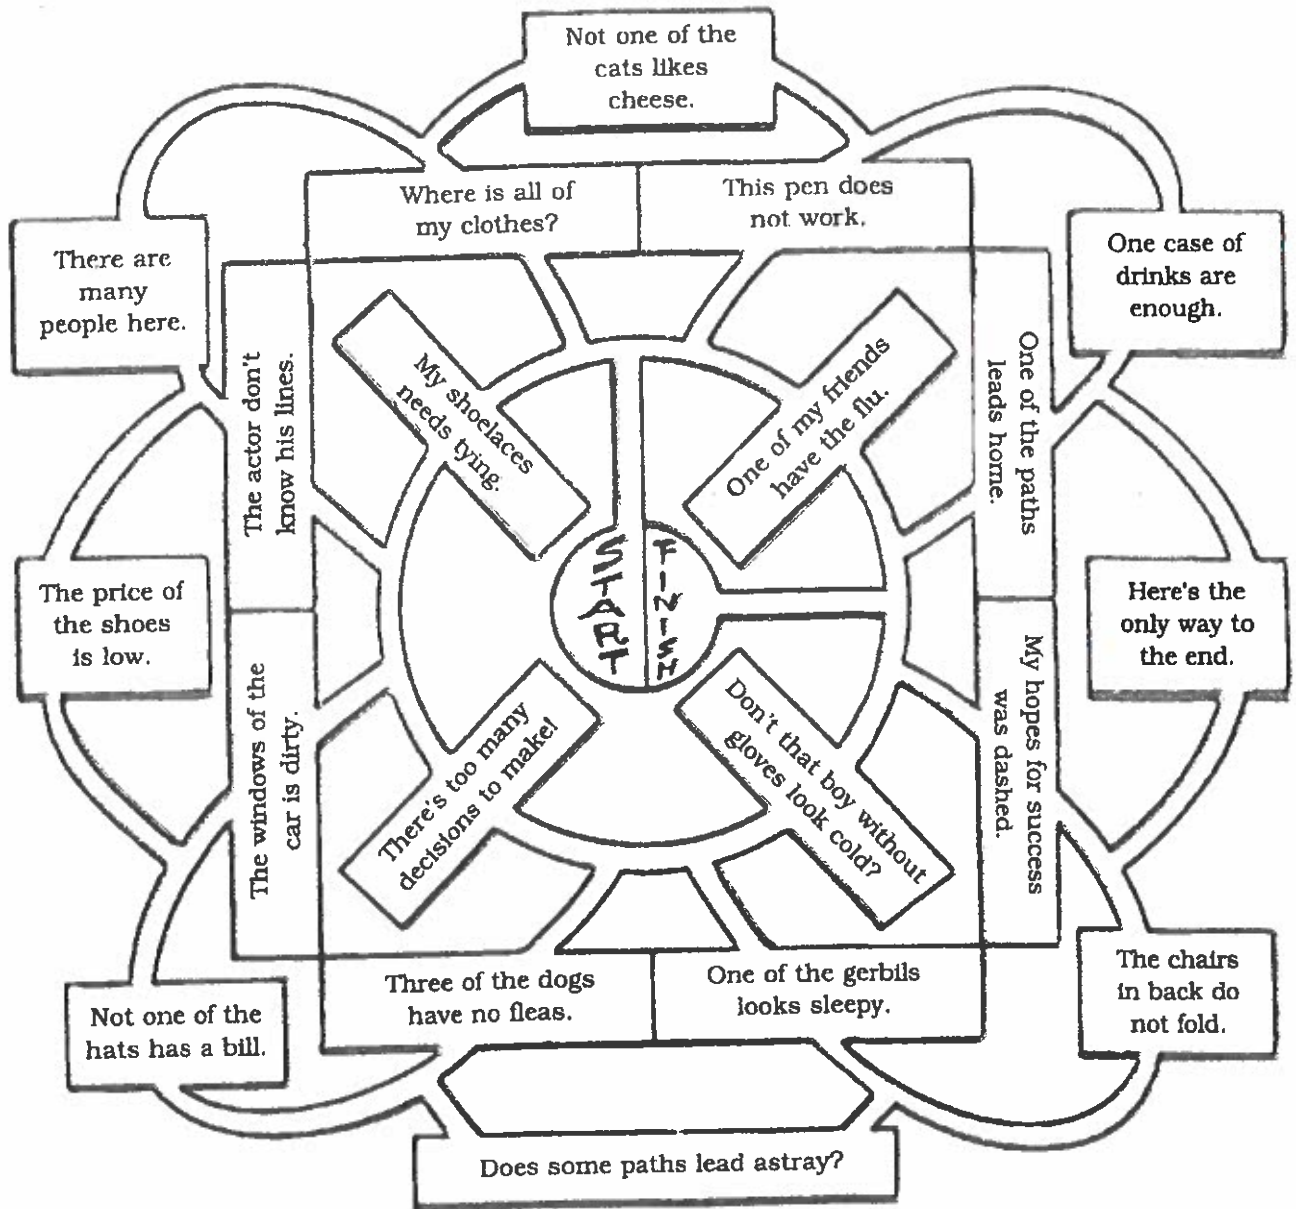 Not one of the
cats likes
cheese.
Where is all of
my clothes?
This pen does
not work.
There are
many
people here.
One case of
drinks are
enough.
The actor don't
know his lines.
My shoelaces
needs tying.
One of my friends
have the flu.
One of the paths
leads home.
The price of
the shoes
is low.
START
FINISH
Here's the
only way to
the end.
The windows of the
car is dirty.
There's too many
decisions to make!
Don't that boy without
gloves look cold?
My hopes for success
was dashed.
Three of the dogs
have no fleas.
One of the gerbils
looks sleepy.
Not one of the
hats has a bill.
The chairs
in back do
not fold.
Does some paths lead astray?